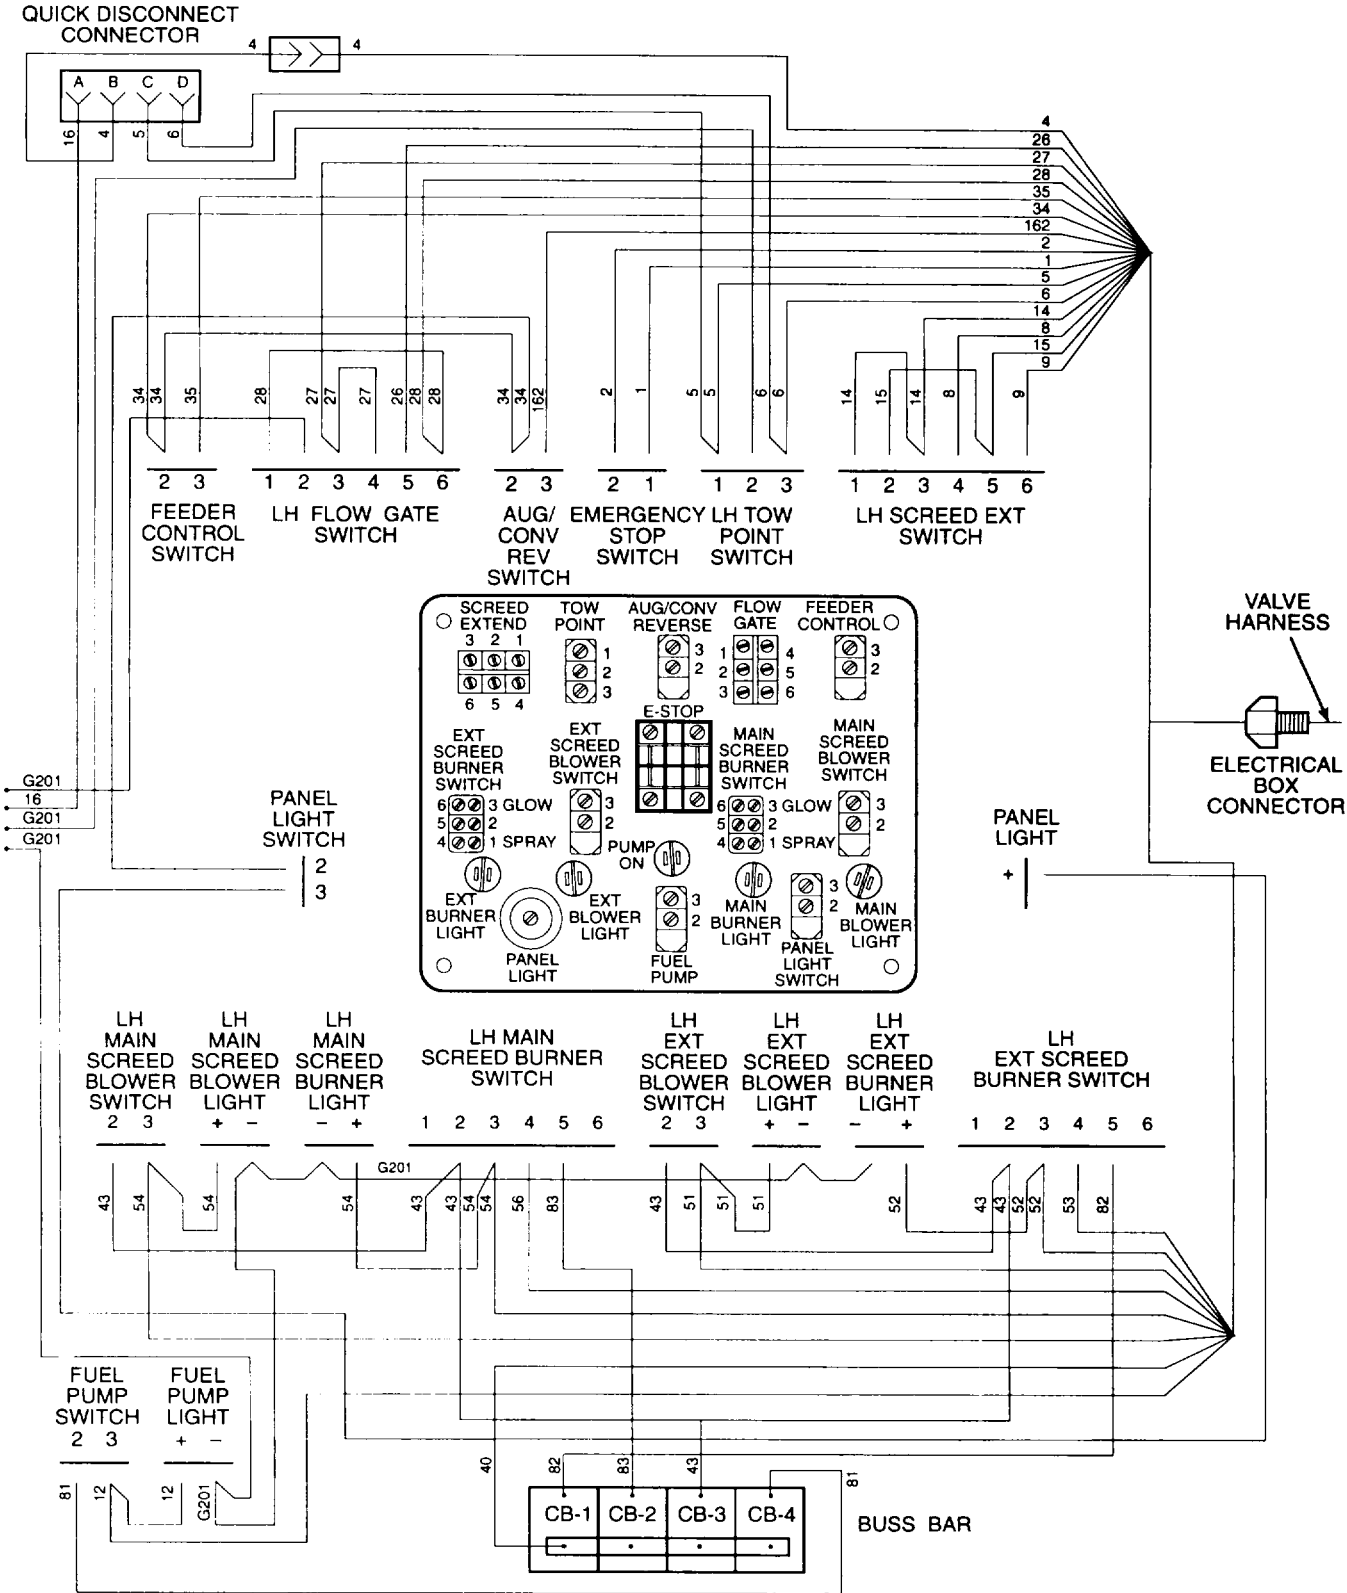 QUICK DISCONNECT
CONNECTOR
4 4
A B C D
16 4 5 6
4
26
27
28
35
34
162
2
1
5
6
14
8
15
9
34 34 35 28 27 27 27 26 28 28 34 34 162 2 1 5 5 6 6 14 15 14 8 9
2 3
FEEDER
CONTROL
SWITCH
1 2 3 4 5 6
LH FLOW GATE
SWITCH
2 3
AUG/
CONV
REV
SWITCH
2 1
EMERGENCY
STOP
SWITCH
1 2 3
LH TOW
POINT
SWITCH
1 2 3 4 5 6
LH SCREED EXT
SWITCH
SCREED
EXTEND
3 2 1
6 5 4
TOW
POINT
1
2
3
AUG/CONV
REVERSE
3
2
FLOW
GATE
1 4
2 5
3 6
FEEDER
CONTROL
3
2
E-STOP
EXT
SCREED
BURNER
SWITCH
6 3 GLOW
5 2
4 1 SPRAY
EXT
SCREED
BLOWER
SWITCH
3
2
MAIN
SCREED
BURNER
SWITCH
6 3 GLOW
5 2
4 1 SPRAY
MAIN
SCREED
BLOWER
SWITCH
3
2
PUMP
ON
EXT
BURNER
LIGHT
PANEL
LIGHT
EXT
BLOWER
LIGHT
3
2
FUEL
PUMP
MAIN
BURNER
LIGHT
3
2
PANEL
LIGHT
SWITCH
MAIN
BLOWER
LIGHT
G201
16
G201
G201
PANEL
LIGHT
SWITCH
2
3
PANEL
LIGHT
+
VALVE
HARNESS
ELECTRICAL
BOX
CONNECTOR
LH
MAIN
SCREED
BLOWER
SWITCH
2 3
LH
MAIN
SCREED
BLOWER
LIGHT
+ −
LH
MAIN
SCREED
BURNER
LIGHT
− +
LH MAIN
SCREED BURNER
SWITCH
1 2 3 4 5 6
LH
EXT
SCREED
BLOWER
SWITCH
2 3
LH
EXT
SCREED
BLOWER
LIGHT
+ −
LH
EXT
SCREED
BURNER
LIGHT
− +
LH
EXT SCREED
BURNER SWITCH
1 2 3 4 5 6
G201
43 54 54 54 43 43 54 54 56 83 43 51 51 51 52 43 43 52 52 53 82
FUEL
PUMP
SWITCH
2 3
FUEL
PUMP
LIGHT
+ −
81 12 12 G201
40 82 83 43 81
CB-1 CB-2 CB-3 CB-4
BUSS BAR